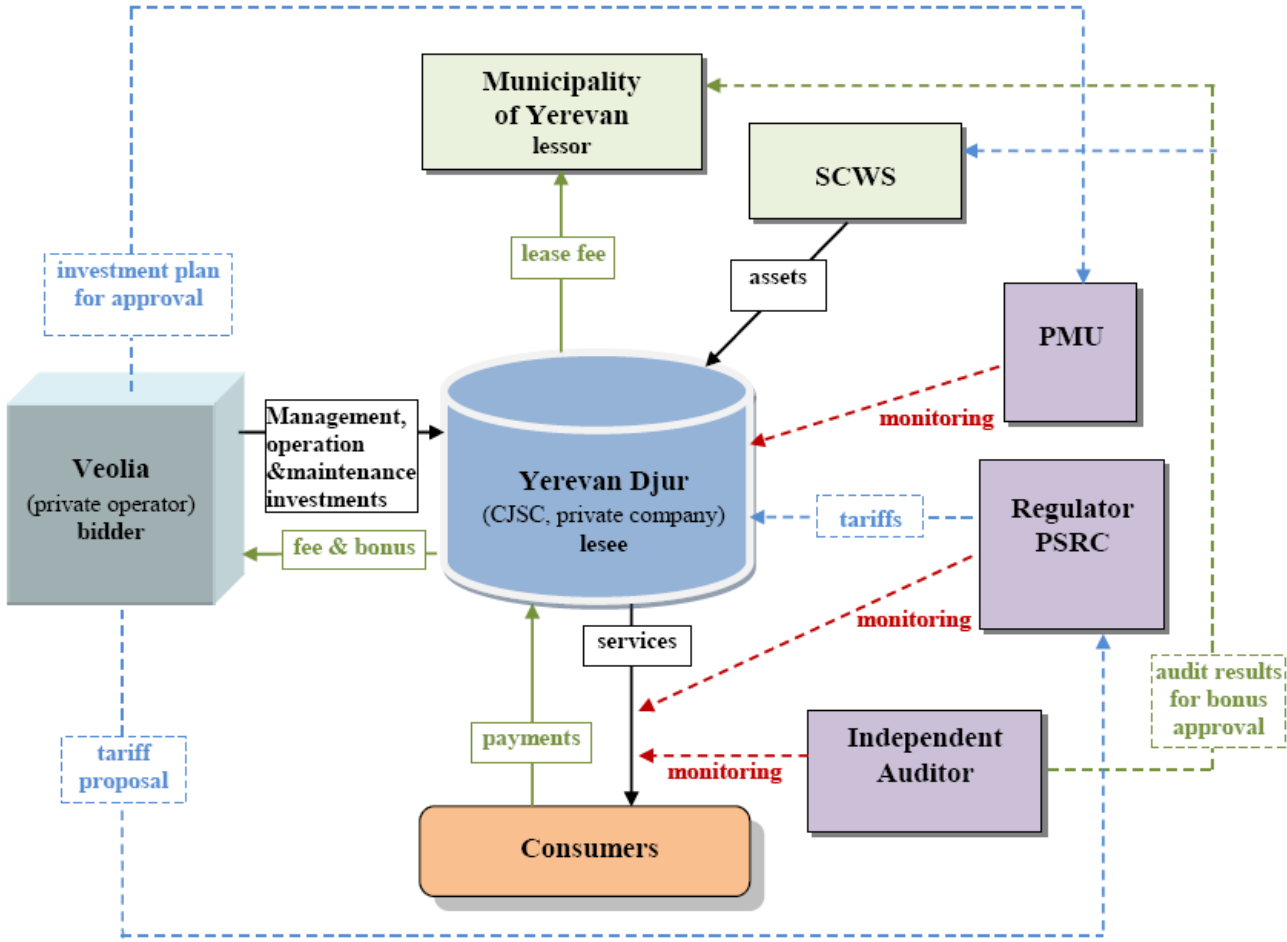 Municipality
of Yerevan
lessor
SCWS
investment plan
for approval
lease fee
assets
PMU
Management,
operation
&maintenance
investments
monitoring
Veolia
(private operator)
bidder
Yerevan Djur
(CJSC, private company)
lesee
tariffs
Regulator
PSRC
fee & bonus
services
monitoring
audit results
for bonus
approval
tariff
proposal
payments
Independent
Auditor
monitoring
Consumers